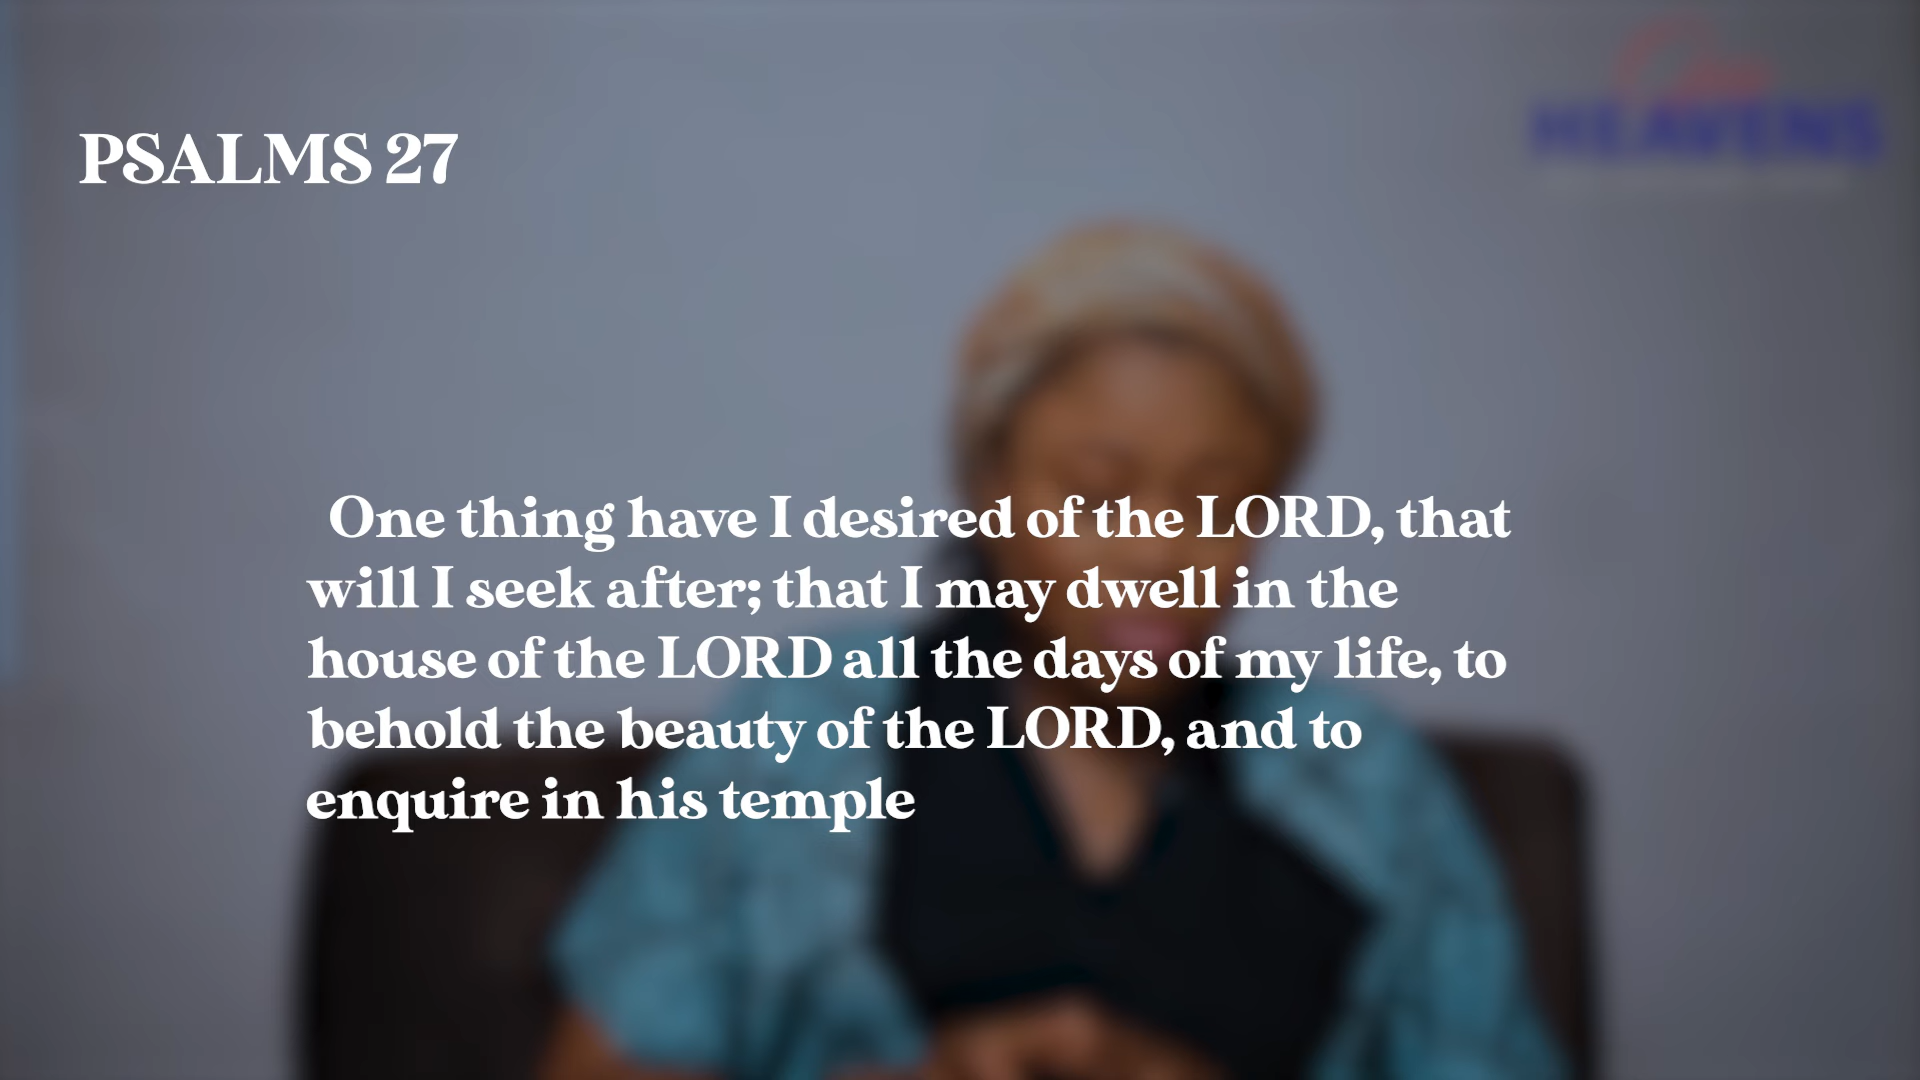 HEAVENS
PSALMS 27
One thing have I desired of the LORD, that
will I seek after; that I may dwell in the
house of the LORD all the days of my life, to
behold the beauty of the LORD, and to
enquire in his temple